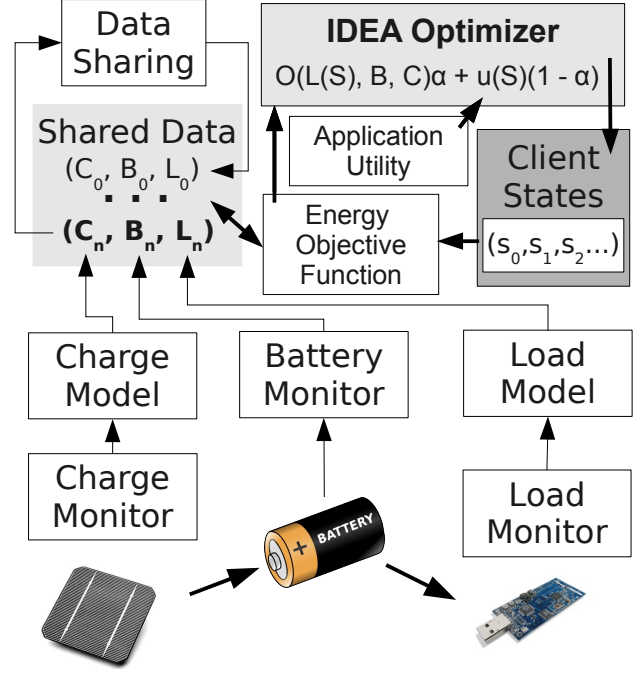 Data
Sharing
IDEA Optimizer
O(L(S), B, C)α + u(S)(1 - α)
Shared Data
(C₀, B₀, L₀)
. . .
(Cₙ, Bₙ, Lₙ)
Application
Utility
Client
States
(s₀,s₁,s₂...)
Energy
Objective
Function
Charge
Model
Battery
Monitor
Load
Model
Charge
Monitor
Load
Monitor
+ BATTERY